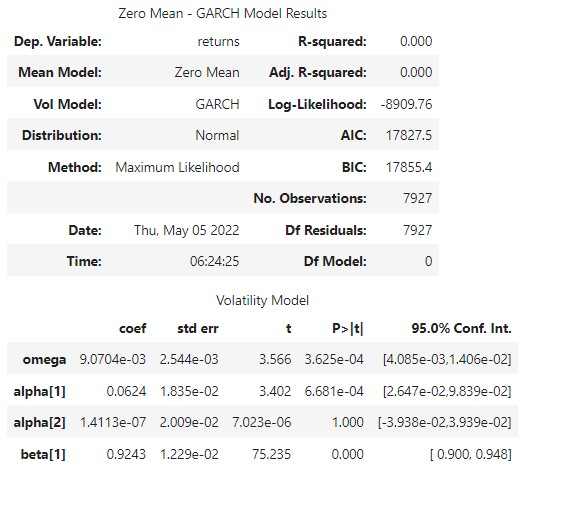 Zero Mean - GARCH Model Results
Dep. Variable: returns R-squared: 0.000
Mean Model: Zero Mean Adj. R-squared: 0.000
Vol Model: GARCH Log-Likelihood: -8909.76
Distribution: Normal AIC: 17827.5
Method: Maximum Likelihood BIC: 17855.4
No. Observations: 7927
Date: Thu, May 05 2022 Df Residuals: 7927
Time: 06:24:25 Df Model: 0
Volatility Model
coef std err t P>|t| 95.0% Conf. Int.
omega 9.0704e-03 2.544e-03 3.566 3.625e-04 [4.085e-03,1.406e-02]
alpha[1] 0.0624 1.835e-02 3.402 6.681e-04 [2.647e-02,9.839e-02]
alpha[2] 1.4113e-07 2.009e-02 7.023e-06 1.000 [-3.938e-02,3.939e-02]
beta[1] 0.9243 1.229e-02 75.235 0.000 [ 0.900, 0.948]